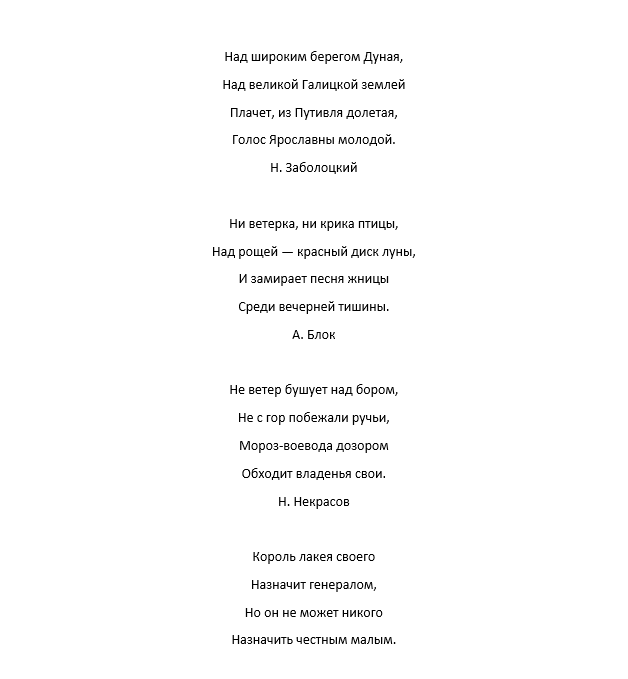 Над широким берегом Дуная,
Над великой Галицкой землей
Плачет, из Путивля долетая,
Голос Ярославны молодой.
Н. Заболоцкий
Ни ветерка, ни крика птицы,
Над рощей — красный диск луны,
И замирает песня жницы
Среди вечерней тишины.
А. Блок
Не ветер бушует над бором,
Не с гор побежали ручьи,
Мороз-воевода дозором
Обходит владенья свои.
Н. Некрасов
Король лакея своего
Назначит генералом,
Но он не может никого
Назначить честным малым.